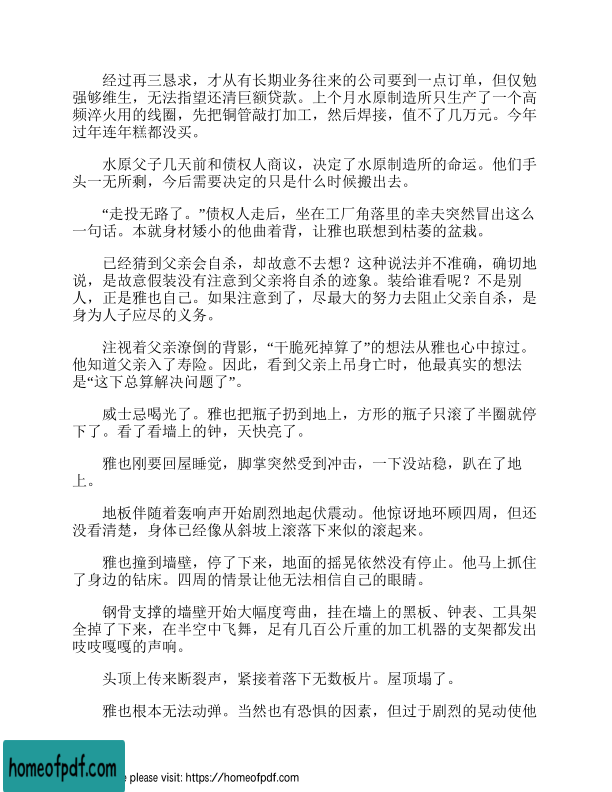 经过再三恳求，才从有长期业务往来的公司要到一点订单，但仅勉
强够维生，无法指望还清巨额贷款。上个月水原制造所只生产了一个高
频淬火用的线圈，先把铜管敲打加工，然后焊接，值不了几万元。今年
过年连年糕都没买。
水原父子几天前和债权人商议，决定了水原制造所的命运。他们手
头一无所剩，今后需要决定的只是什么时候搬出去。
“走投无路了。”债权人走后，坐在工厂角落里的幸夫突然冒出这么
一句话。本就身材矮小的他曲着背，让雅也联想到枯萎的盆栽。
已经猜到父亲会自杀，却故意不去想？这种说法并不准确，确切地
说，是故意假装没有注意到父亲将自杀的迹象。装给谁看呢？不是别
人，正是雅也自己。如果注意到了，尽最大的努力去阻止父亲自杀，是
身为人子应尽的义务。
注视着父亲潦倒的背影，“干脆死掉算了”的想法从雅也心中掠过。
他知道父亲入了寿险。因此，看到父亲上吊身亡时，他最真实的想法
是“这下总算解决问题了”。
威士忌喝光了。雅也把瓶子扔到地上，方形的瓶子只滚了半圈就停
下了。看了看墙上的钟，天快亮了。
雅也刚要回屋睡觉，脚掌突然受到冲击，一下没站稳，趴在了地
上。
地板伴随着轰响声开始剧烈地起伏震动。他惊讶地环顾四周，但还
没看清楚，身体已经像从斜坡上滚落下来似的滚起来。
雅也撞到墙壁，停了下来，地面的摇晃依然没有停止。他马上抓住
了身边的钻床。四周的情景让他无法相信自己的眼睛。
钢骨支撑的墙壁开始大幅度弯曲，挂在墙上的黑板、钟表、工具架
全掉了下来，在半空中飞舞，足有几百公斤重的加工机器的支架都发出
吱吱嘎嘎的声响。
头顶上传来断裂声，紧接着落下无数板片。屋顶塌了。
雅也根本无法动弹。当然也有恐惧的因素，但过于剧烈的晃动使他
homeofpdf.com
e please visit: https://homeofpdf.com